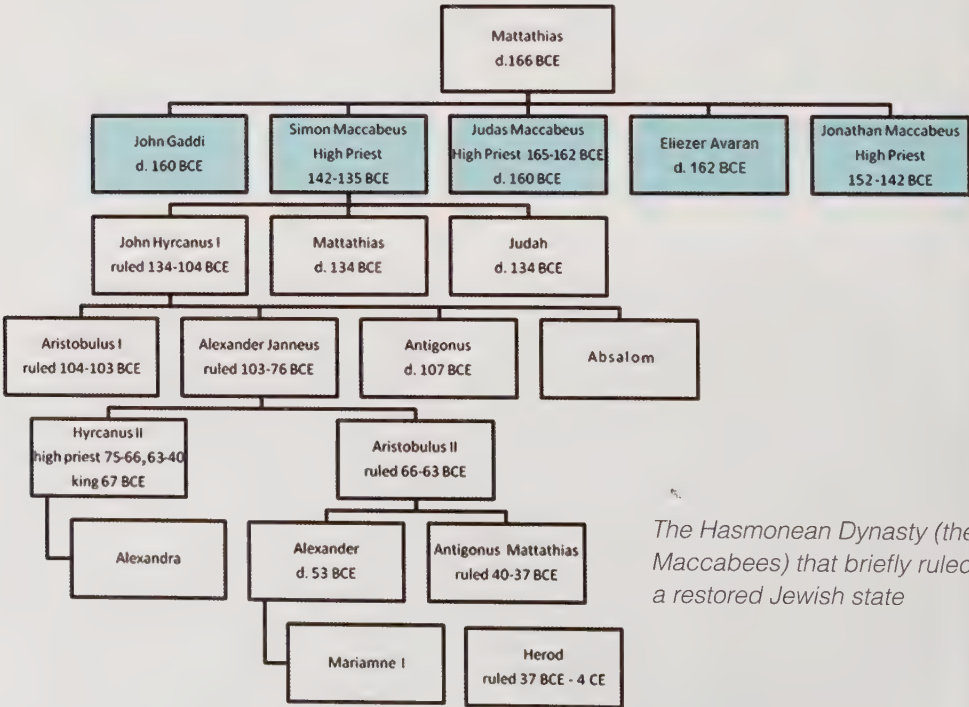 Mattathias
d.166 BCE
John Gaddi
d. 160 BCE
Simon Maccabeus
High Priest
142-135 BCE
Judas Maccabeus
High Priest 165-162 BCE
d. 160 BCE
Eliezer Avaran
d. 162 BCE
Jonathan Maccabeus
High Priest
152-142 BCE
John Hyrcanus I
ruled 134-104 BCE
Mattathias
d. 134 BCE
Judah
d. 134 BCE
Aristobulus I
ruled 104-103 BCE
Alexander Janneus
ruled 103-76 BCE
Antigonus
d. 107 BCE
Absalom
Hyrcanus II
high priest 75-66, 63-40
king 67 BCE
Aristobulus II
ruled 66-63 BCE
Alexandra
Alexander
d. 53 BCE
Antigonus Mattathias
ruled 40-37 BCE
Mariamne I
Herod
ruled 37 BCE - 4 CE
The Hasmonean Dynasty (the
Maccabees) that briefly ruled
a restored Jewish state